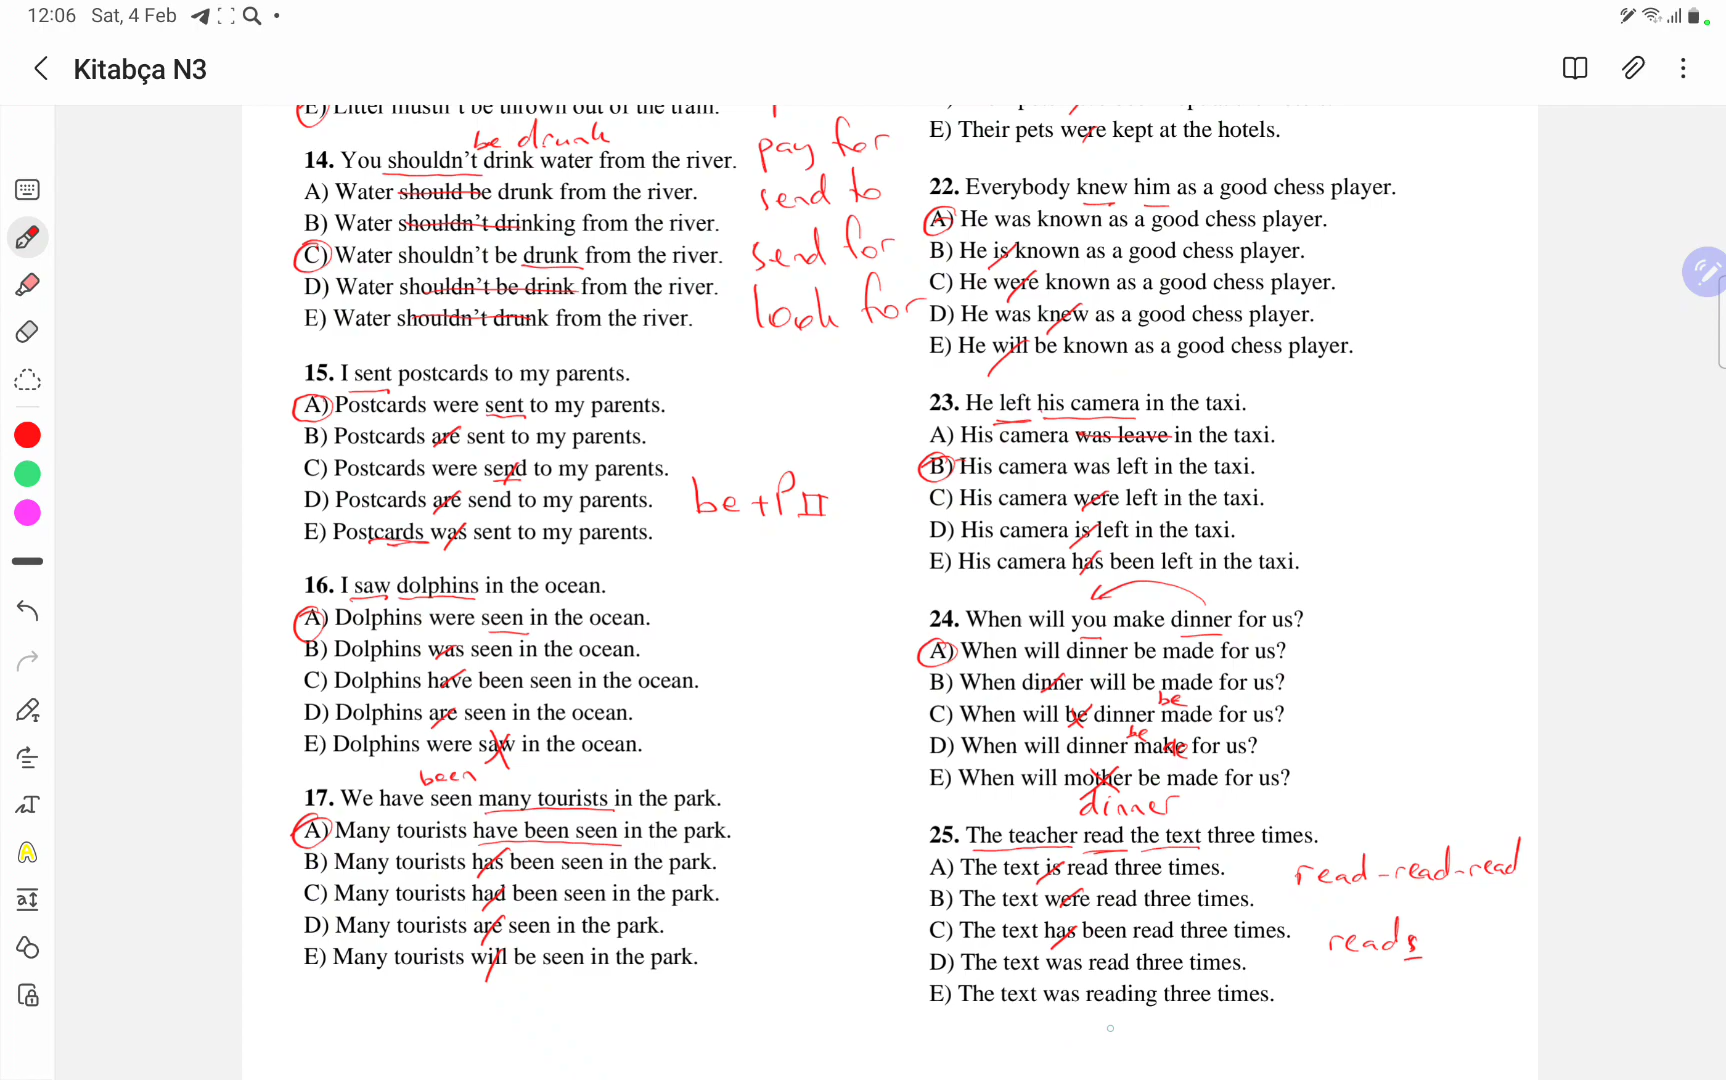 12:06 Sat, 4 Feb
Kitabça N3
E) Litter mustn't be thrown out of the train.
be drunk
14. You shouldn't drink water from the river.
A) Water should be drunk from the river.
B) Water shouldn't drinking from the river.
C) Water shouldn't be drunk from the river.
D) Water shouldn't be drink from the river.
E) Water shouldn't drunk from the river.
pay for
send to
send for
look for
15. I sent postcards to my parents.
A) Postcards were sent to my parents.
B) Postcards are sent to my parents.
C) Postcards were send to my parents.
D) Postcards are send to my parents.
E) Postcards was sent to my parents.
be + PII
16. I saw dolphins in the ocean.
A) Dolphins were seen in the ocean.
B) Dolphins was seen in the ocean.
C) Dolphins have been seen in the ocean.
D) Dolphins are seen in the ocean.
E) Dolphins were saw in the ocean.
been
17. We have seen many tourists in the park.
A) Many tourists have been seen in the park.
B) Many tourists has been seen in the park.
C) Many tourists had been seen in the park.
D) Many tourists are seen in the park.
E) Many tourists will be seen in the park.
E) Their pets were kept at the hotels.
22. Everybody knew him as a good chess player.
A) He was known as a good chess player.
B) He is known as a good chess player.
C) He were known as a good chess player.
D) He was knew as a good chess player.
E) He will be known as a good chess player.
23. He left his camera in the taxi.
A) His camera was leave in the taxi.
B) His camera was left in the taxi.
C) His camera were left in the taxi.
D) His camera is left in the taxi.
E) His camera has been left in the taxi.
24. When will you make dinner for us?
A) When will dinner be made for us?
B) When dinner will be made for us?
be
C) When will be dinner made for us?
be
D) When will dinner make for us?
de
E) When will mother be made for us?
dinner
25. The teacher read the text three times.
A) The text is read three times.
B) The text were read three times.
C) The text has been read three times.
D) The text was read three times.
E) The text was reading three times.
read-read-read
reads